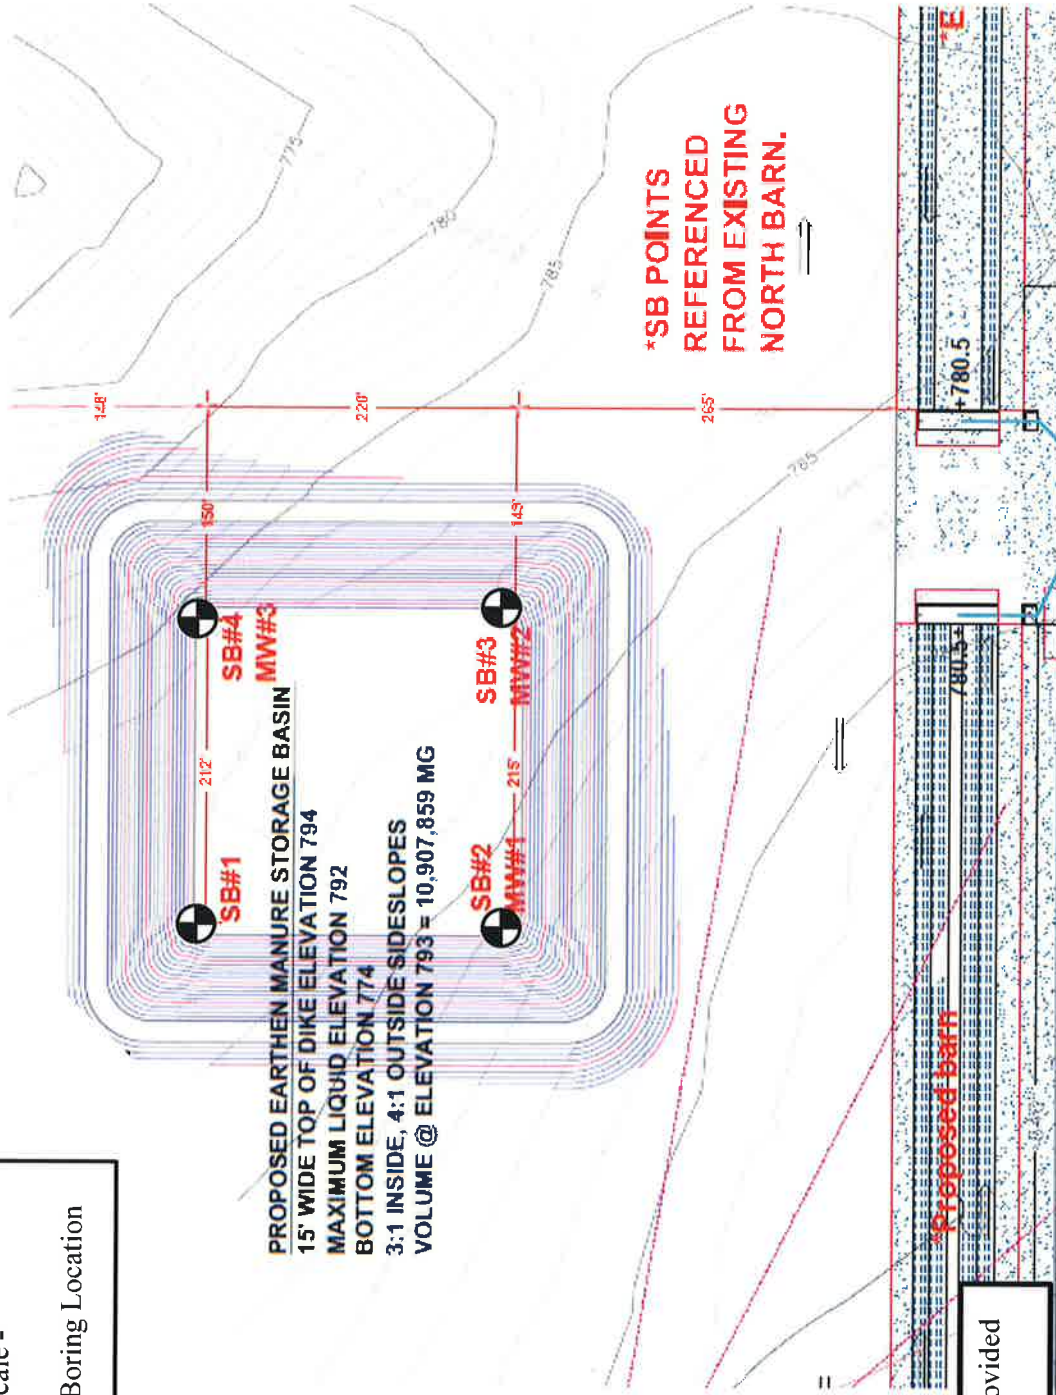 Boring Location
PROPOSED EARTHEN MANURE STORAGE BASIN
15' WIDE TOP OF DIKE ELEVATION 794
MAXIMUM LIQUID ELEVATION 792
BOTTOM ELEVATION 774
3:1 INSIDE, 4:1 OUTSIDE SIDESLOPES
VOLUME @ ELEVATION 793 = 10,907,859 MG
SB#1
212'
SB#4
MW#3
150'
148'
220'
SB#2
MW#1
215'
SB#3
MW#2
145'
265'
775
780
785
785
*SB POINTS
REFERENCED
FROM EXISTING
NORTH BARN.
*Proposed barn
780.5+
+780.5
*E
ovided